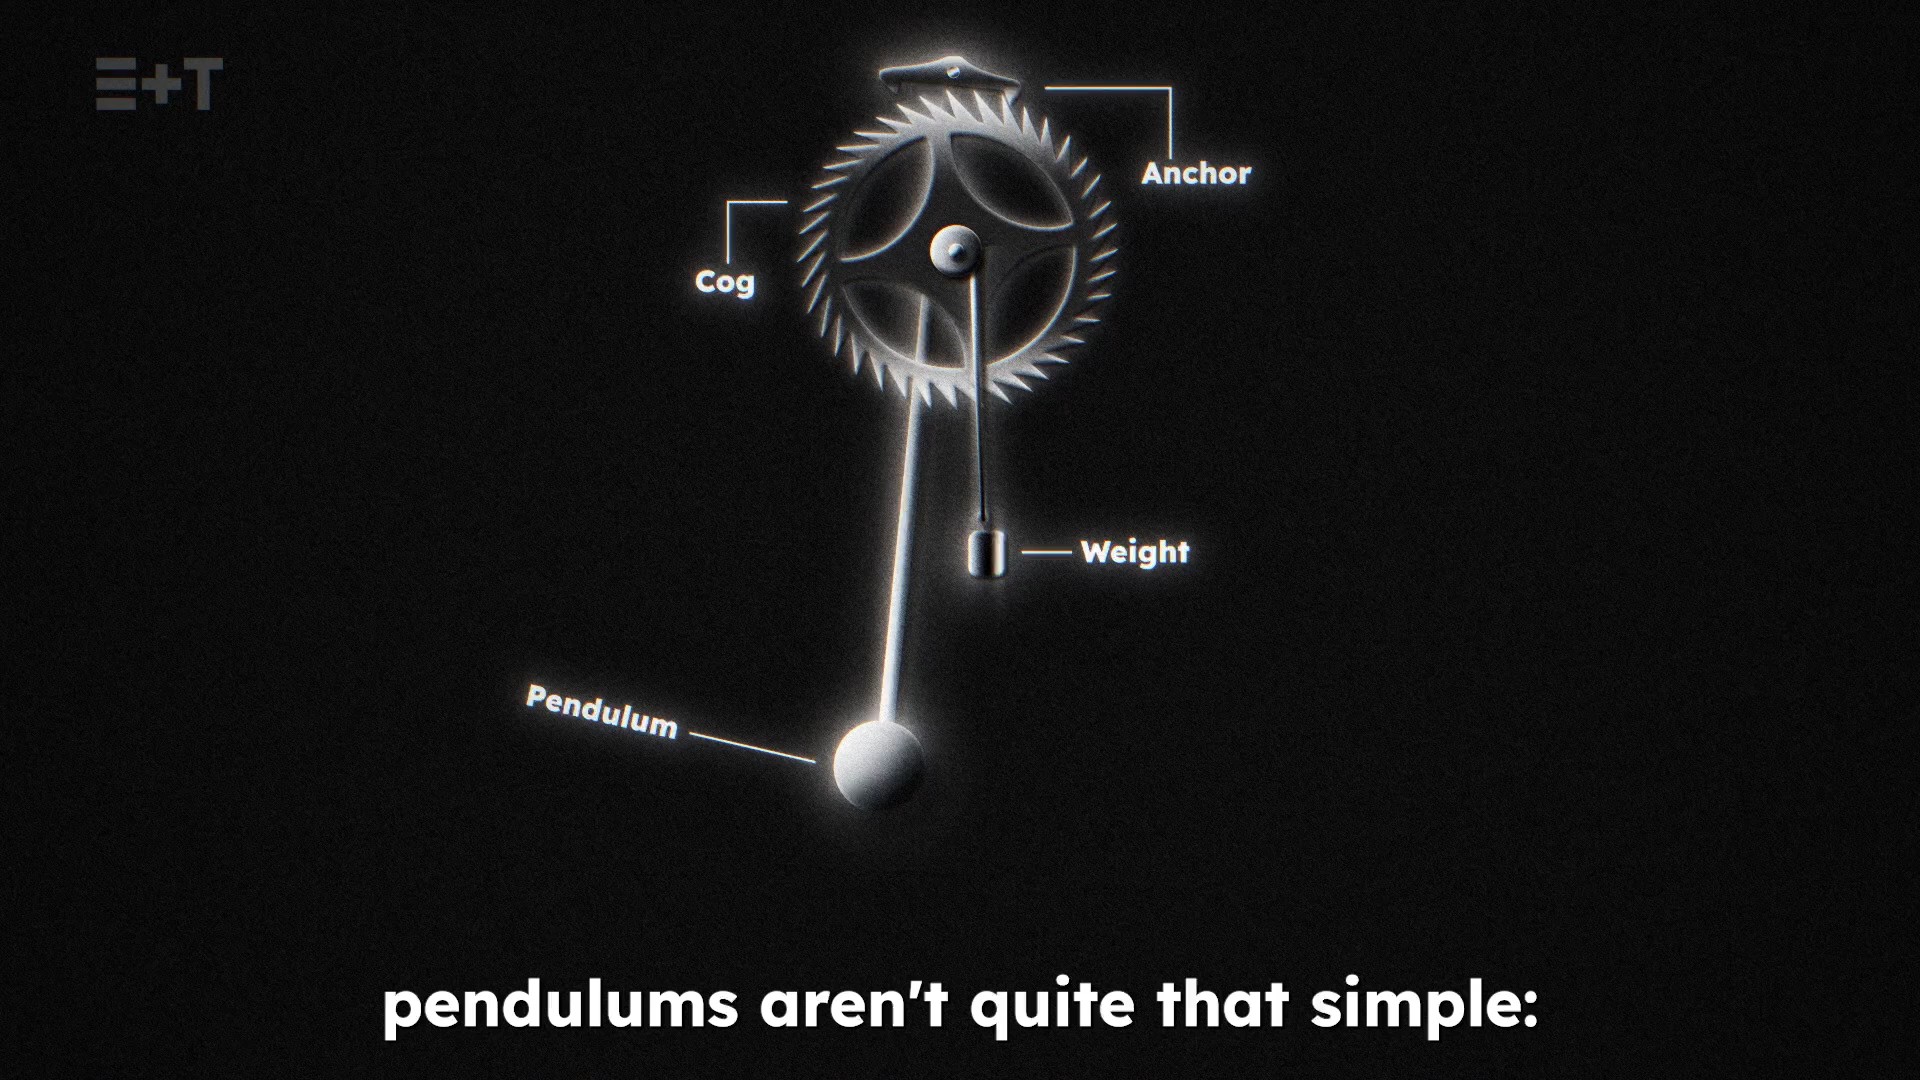 E+T
Anchor
Cog
Weight
Pendulum
pendulums aren't quite that simple: